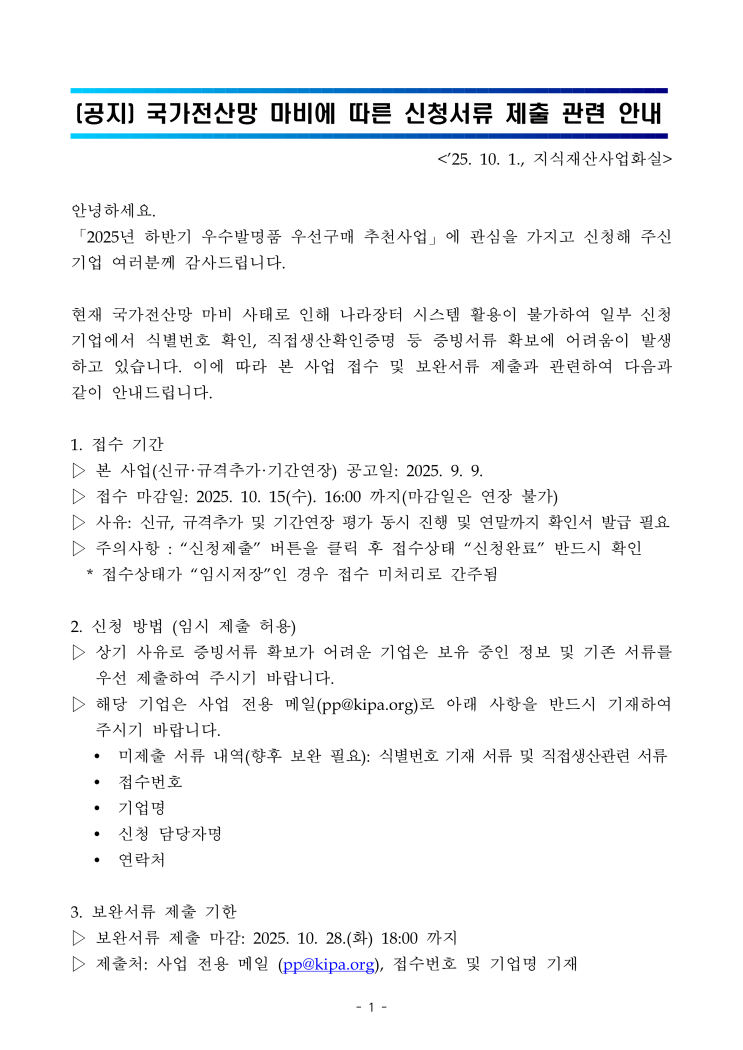 (공지) 국가전산망 마비에 따른 신청서류 제출 관련 안내
<’25. 10. 1., 지식재산사업화실>
안녕하세요.
「2025년 하반기 우수발명품 우선구매 추천사업」에 관심을 가지고 신청해 주신
기업 여러분께 감사드립니다.
현재 국가전산망 마비 사태로 인해 나라장터 시스템 활용이 불가하여 일부 신청
기업에서 식별번호 확인, 직접생산확인증명 등 증빙서류 확보에 어려움이 발생
하고 있습니다. 이에 따라 본 사업 접수 및 보완서류 제출과 관련하여 다음과
같이 안내드립니다.
1. 접수 기간
▷ 본 사업(신규·규격추가·기간연장) 공고일: 2025. 9. 9.
▷ 접수 마감일: 2025. 10. 15(수). 16:00 까지(마감일은 연장 불가)
▷ 사유: 신규, 규격추가 및 기간연장 평가 동시 진행 및 연말까지 확인서 발급 필요
▷ 주의사항 : “신청제출” 버튼을 클릭 후 접수상태 “신청완료” 반드시 확인
* 접수상태가 “임시저장”인 경우 접수 미처리로 간주됨
2. 신청 방법 (임시 제출 허용)
▷ 상기 사유로 증빙서류 확보가 어려운 기업은 보유 중인 정보 및 기존 서류를
우선 제출하여 주시기 바랍니다.
▷ 해당 기업은 사업 전용 메일(pp@kipa.org)로 아래 사항을 반드시 기재하여
주시기 바랍니다.
• 미제출 서류 내역(향후 보완 필요): 식별번호 기재 서류 및 직접생산관련 서류
• 접수번호
• 기업명
• 신청 담당자명
• 연락처
3. 보완서류 제출 기한
▷ 보완서류 제출 마감: 2025. 10. 28.(화) 18:00 까지
▷ 제출처: 사업 전용 메일 (pp@kipa.org), 접수번호 및 기업명 기재
- 1 -